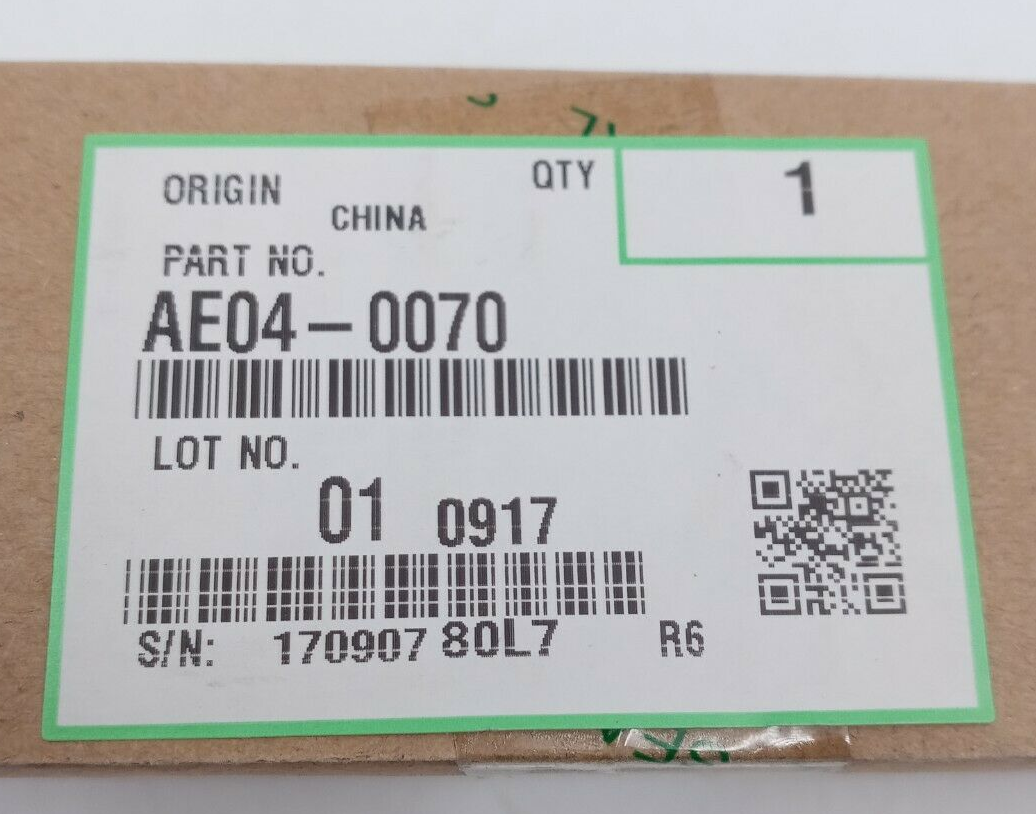 ORIGIN
CHINA
QTY
1
PART NO.
AE04-0070
LOT NO.
01 0917
S/N: 170907 80L7 R6